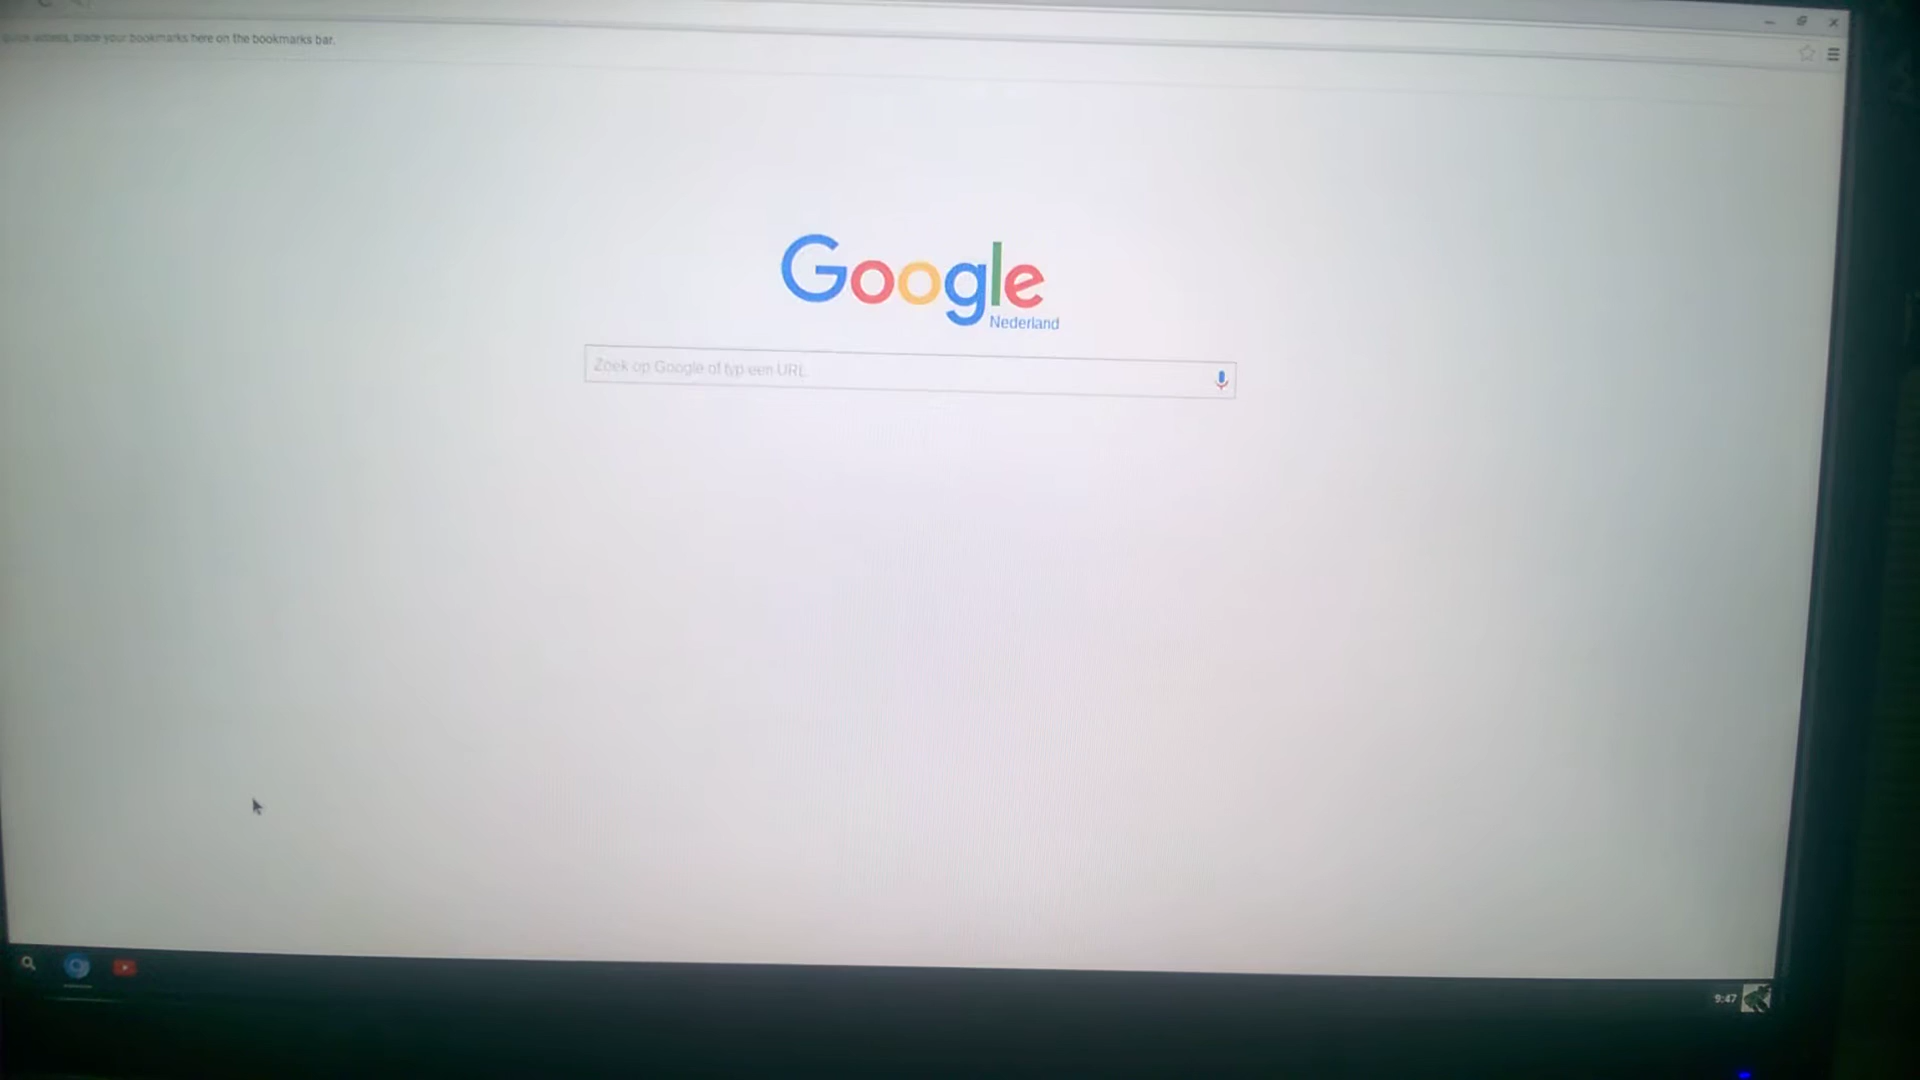 access, place your bookmarks here on the bookmarks bar.
Google
Nederland
Zoek op Google of typ een URL
9:47